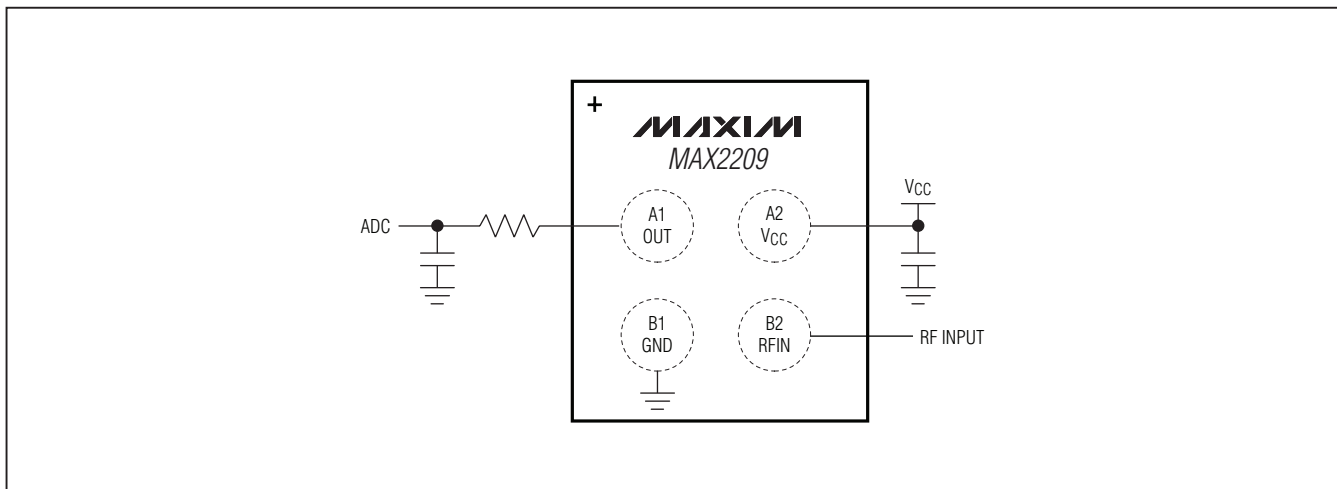 +
MAXIM
MAX2209
VCC
ADC
A1
OUT
A2
VCC
B1
GND
B2
RFIN
RF INPUT